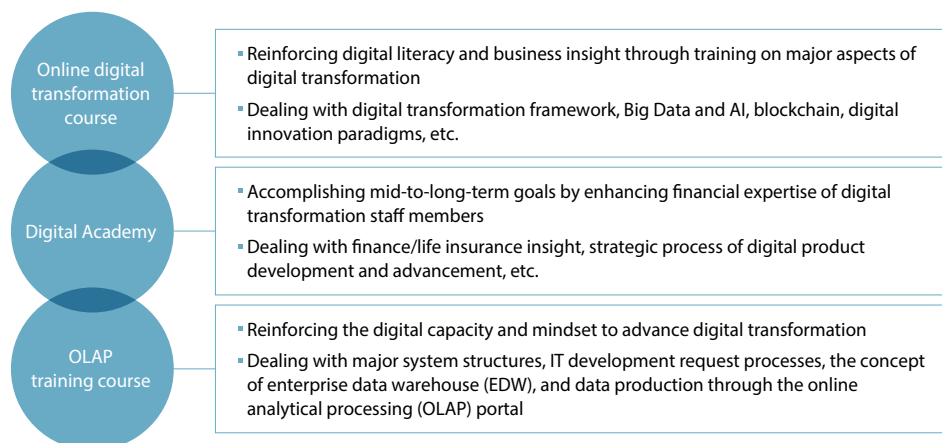 Online digital
transformation
course
▪ Reinforcing digital literacy and business insight through training on major aspects of
digital transformation
▪ Dealing with digital transformation framework, Big Data and AI, blockchain, digital
innovation paradigms, etc.
Digital Academy
▪ Accomplishing mid-to-long-term goals by enhancing financial expertise of digital
transformation staff members
▪ Dealing with finance/life insurance insight, strategic process of digital product
development and advancement, etc.
OLAP
training course
▪ Reinforcing the digital capacity and mindset to advance digital transformation
▪ Dealing with major system structures, IT development request processes, the concept
of enterprise data warehouse (EDW), and data production through the online
analytical processing (OLAP) portal